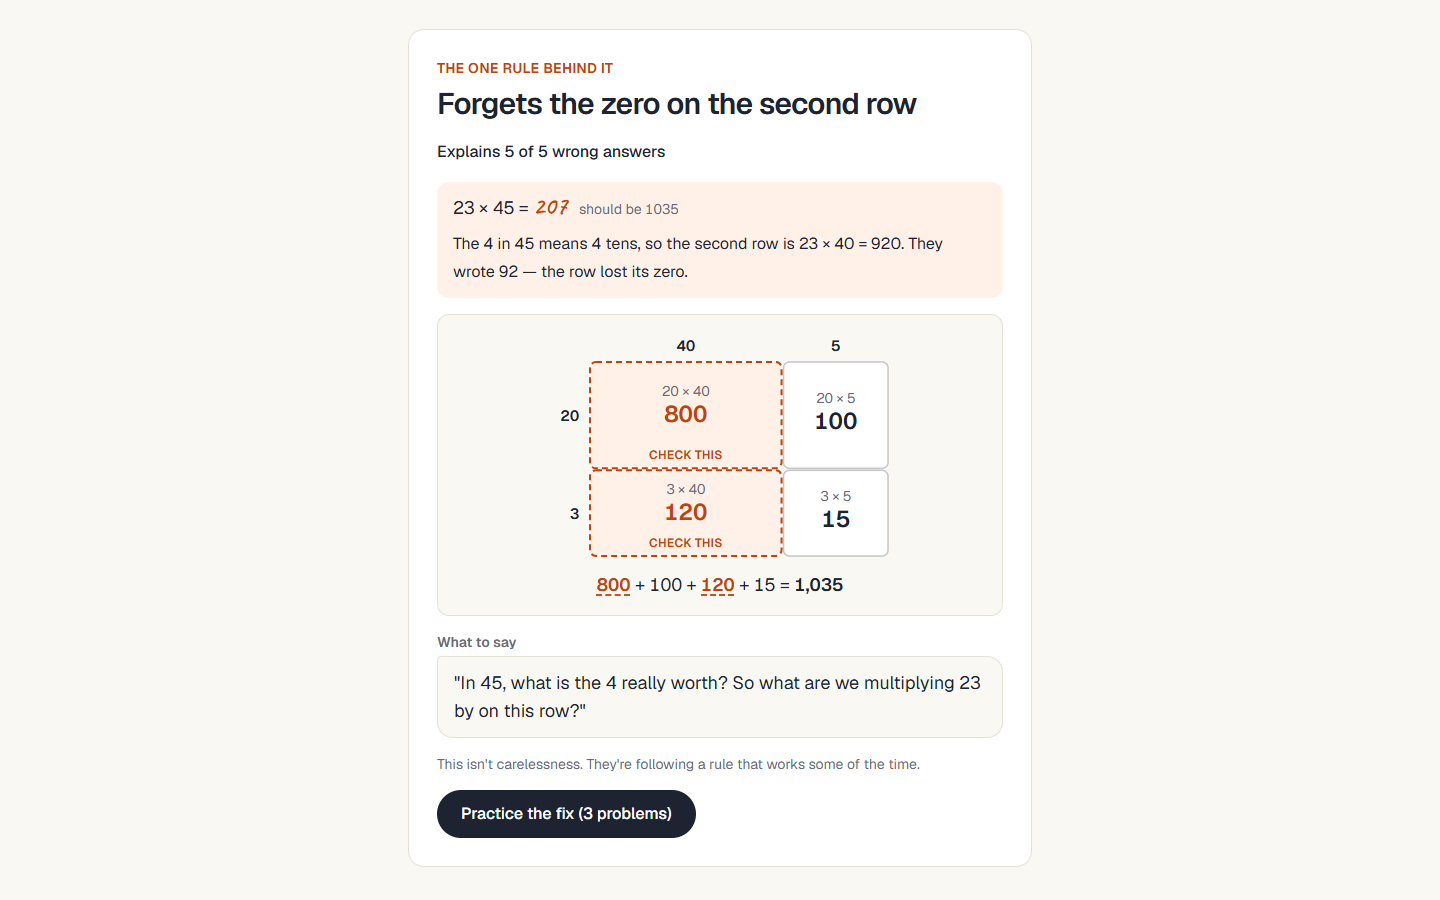 THE ONE RULE BEHIND IT
Forgets the zero on the second row
Explains 5 of 5 wrong answers
23 × 45 = 207 should be 1035
The 4 in 45 means 4 tens, so the second row is 23 × 40 = 920. They
wrote 92 — the row lost its zero.
40 5
20 × 40
800
CHECK THIS
20
20 × 5
100
3 × 40
120
CHECK THIS
3
3 × 5
15
800 + 100 + 120 + 15 = 1,035
What to say
"In 45, what is the 4 really worth? So what are we multiplying 23
by on this row?"
This isn't carelessness. They're following a rule that works some of the time.
Practice the fix (3 problems)